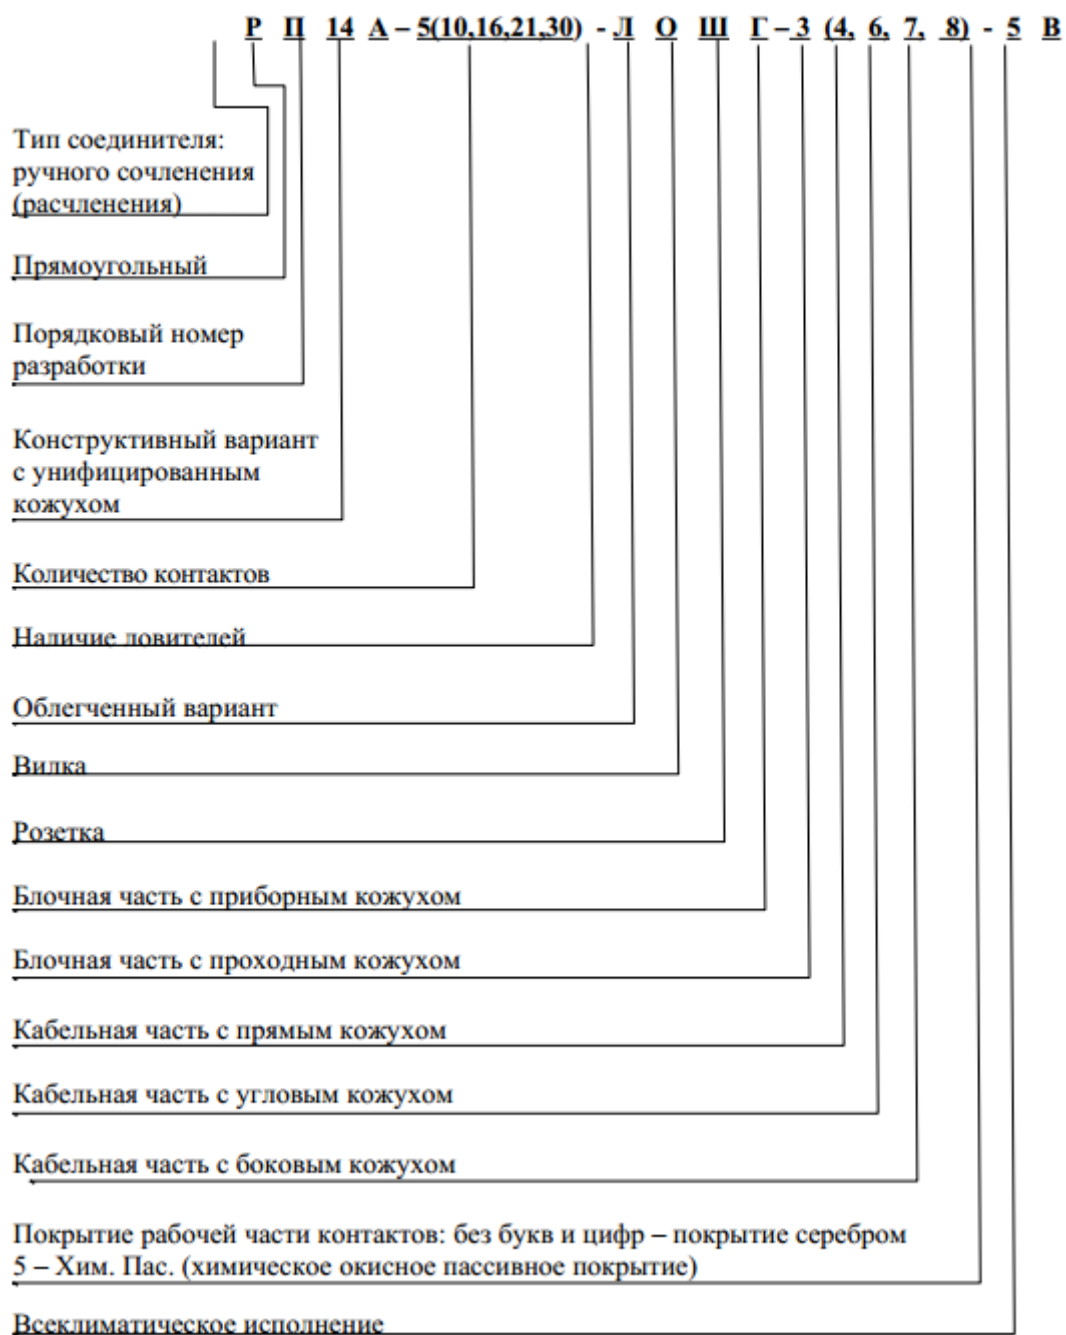 Р П 14 А – 5(10,16,21,30) - Л О Ш Г – 3 (4, 6, 7, 8) - 5 В
Тип соединителя:
ручного сочленения
(расчленения)
Прямоугольный
Порядковый номер
разработки
Конструктивный вариант
с унифицированным
кожухом
Количество контактов
Наличие ловителей
Облегченный вариант
Вилка
Розетка
Блочная часть с приборным кожухом
Блочная часть с проходным кожухом
Кабельная часть с прямым кожухом
Кабельная часть с угловым кожухом
Кабельная часть с боковым кожухом
Покрытие рабочей части контактов: без букв и цифр – покрытие серебром
5 – Хим. Пас. (химическое окисное пассивное покрытие)
Всеклиматическое исполнение